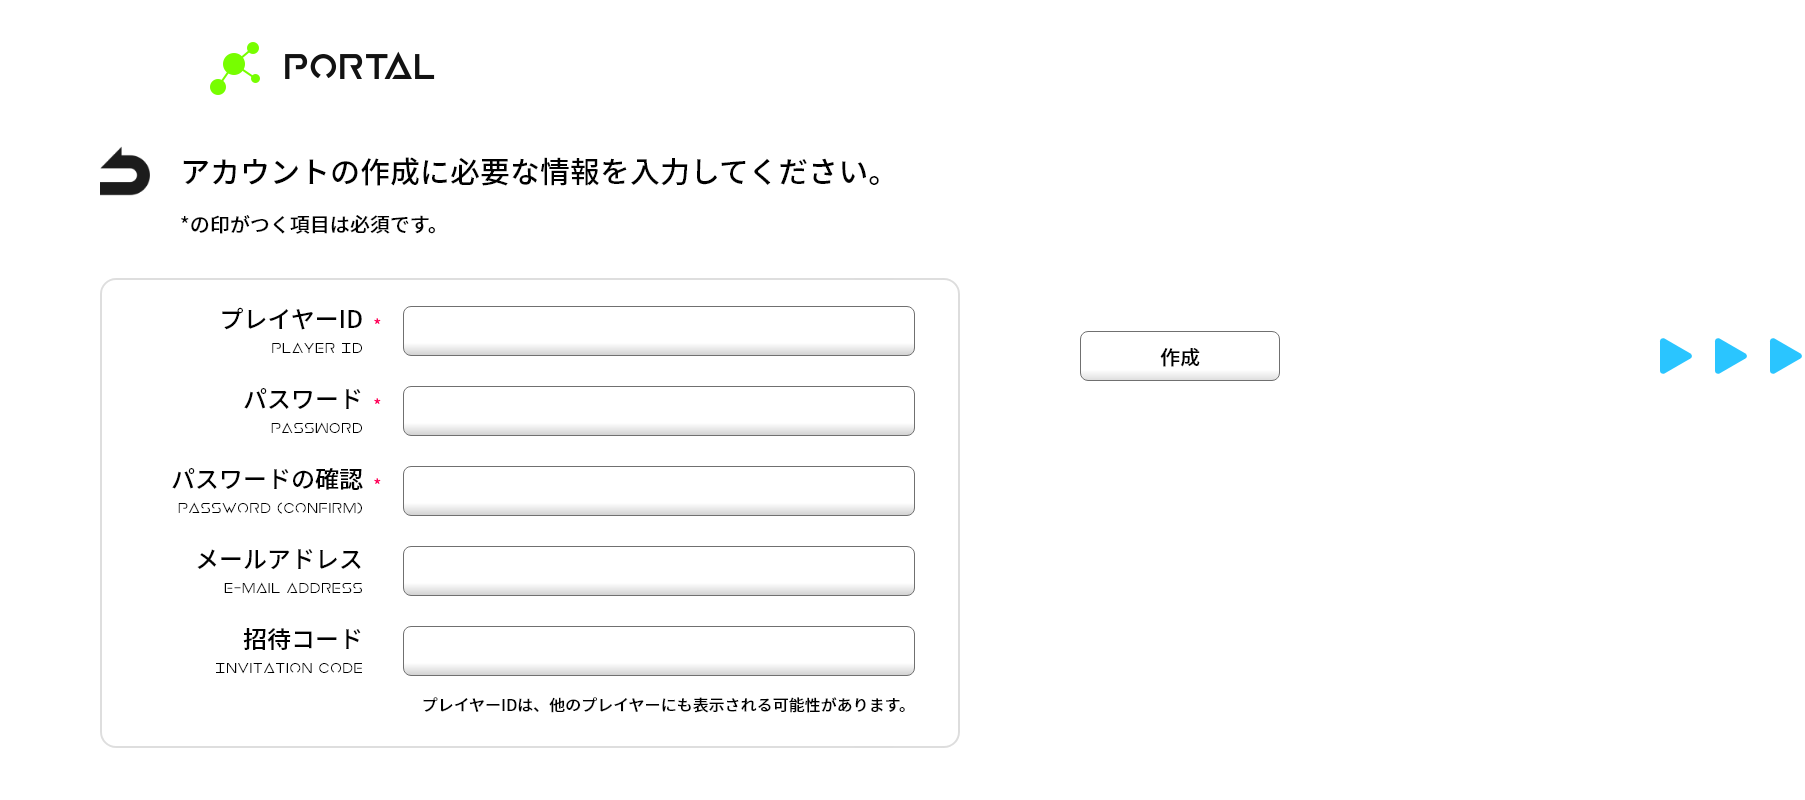 PORTAL
アカウントの作成に必要な情報を入力してください。
*の印がつく項目は必須です。
プレイヤーID *
PLAYER ID
パスワード *
PASSWORD
パスワードの確認 *
PASSWORD (CONFIRM)
メールアドレス
E-MAIL ADDRESS
招待コード
INVITATION CODE
プレイヤーIDは、他のプレイヤーにも表示される可能性があります。
作成